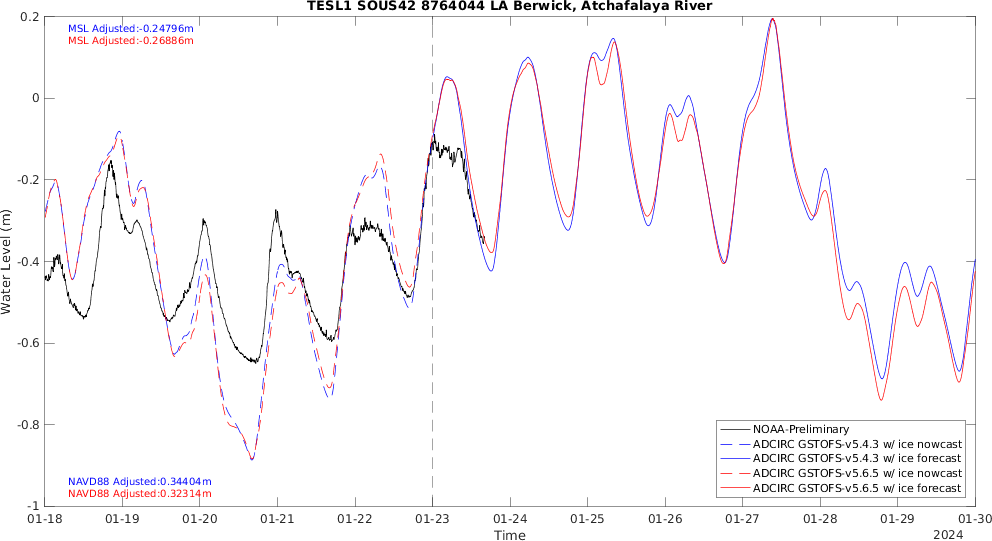 TESL1 SOUS42 8764044 LA Berwick, Atchafalaya River
MSL Adjusted:-0.24796m
MSL Adjusted:-0.26886m
0.2
0
-0.2
-0.4
-0.6
-0.8
-1
Water Level (m)
NAVD88 Adjusted:0.34404m
NAVD88 Adjusted:0.32314m
NOAA-Preliminary
ADCIRC GSTOFS-v5.4.3 w/ ice nowcast
ADCIRC GSTOFS-v5.4.3 w/ ice forecast
ADCIRC GSTOFS-v5.6.5 w/ ice nowcast
ADCIRC GSTOFS-v5.6.5 w/ ice forecast
01-18 01-19 01-20 01-21 01-22 01-23 01-24 01-25 01-26 01-27 01-28 01-29 01-30
Time
2024